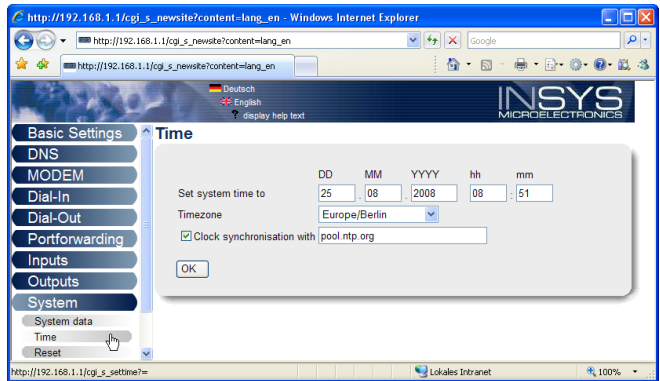 http://192.168.1.1/cgi_s_newsite?content=lang_en - Windows Internet Explorer
http://192.168.1.1/cgi_s_newsite?content=lang_en
Google
http://192.168.1.1/cgi_s_newsite?content=lang_en
Deutsch
English
? display help text
INSYS
MICROELECTRONICS
Basic Settings
DNS
MODEM
Dial-In
Dial-Out
Portforwarding
Inputs
Outputs
System
System data
Time
Reset
Time
DD MM YYYY hh mm
Set system time to 25 . 08 . 2008 08 : 51
Timezone Europe/Berlin
Clock synchronisation with pool.ntp.org
OK
http://192.168.1.1/cgi_s_settime?= Lokales Intranet 100%